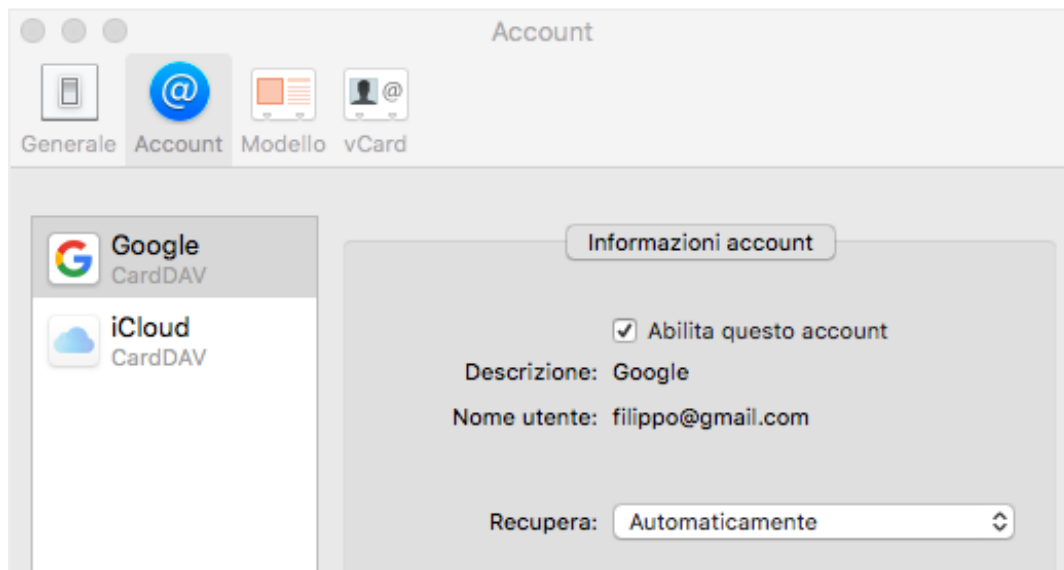 Account
Generale Account Modello vCard
Google
CardDAV
iCloud
CardDAV
Informazioni account
Abilita questo account
Descrizione: Google
Nome utente: filippo@gmail.com
Recupera: Automaticamente